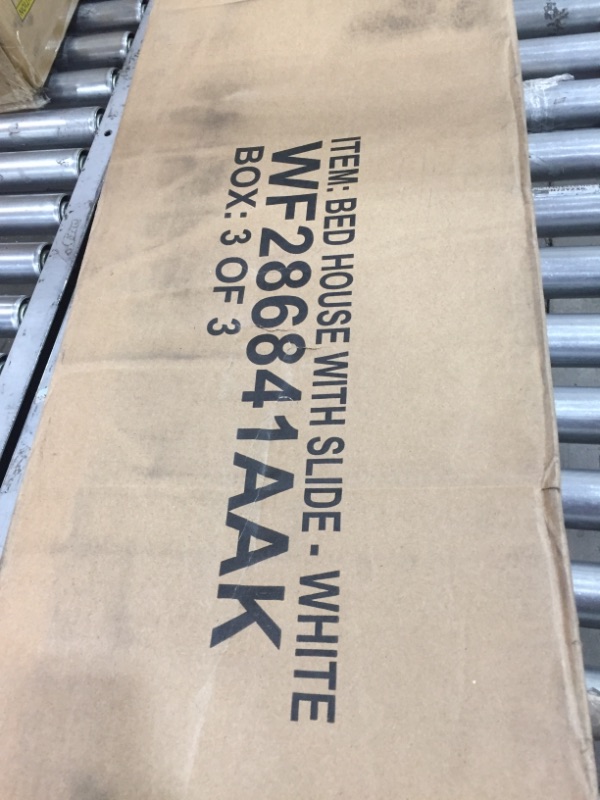 ITEM: BED HOUSE WITH SLIDE - WHITE
WF286841AAK
BOX: 3 OF 3